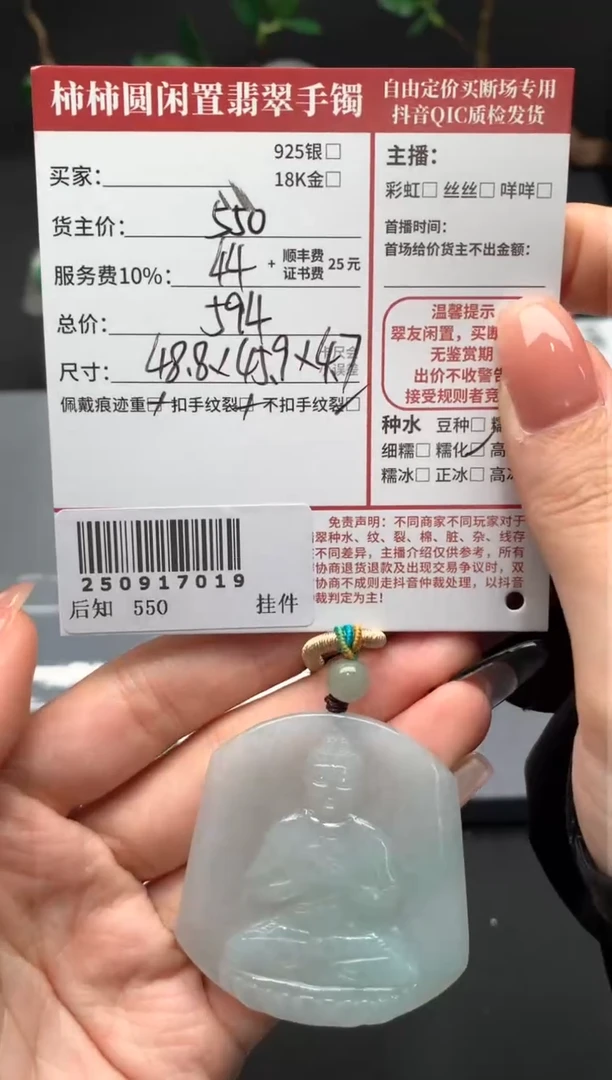 柿柿圆闲置翡翠手镯
自由定价买断场专用
抖音QIC质检发货
925银□
买家：
18K金□
货主价： 550
服务费10%： 44 + 顺丰费 证书费 25元
总价： 594
尺寸： 48.8×45.9×4.7
佩戴痕迹重□ 扣手纹裂□ 不扣手纹裂□
主播：
彩虹□ 丝丝□ 咩咩□
首播时间：
首场给价货主不出金额：
温馨提示
翠友闲置，买断
无鉴赏期
出价不收警告
接受规则者竞
种水 豆种□ 糯
细糯□ 糯化□ 高
糯冰□ 正冰□ 高冰
免责声明：不同商家不同玩家对于
翡翠种水、纹、裂、棉、脏、杂、线存
不同差异，主播介绍仅供参考，所有
协商退货退款及出现交易争议时，双
协商不成则走抖音仲裁处理，以抖音
裁判定为主！
250917019
后知 550 挂件